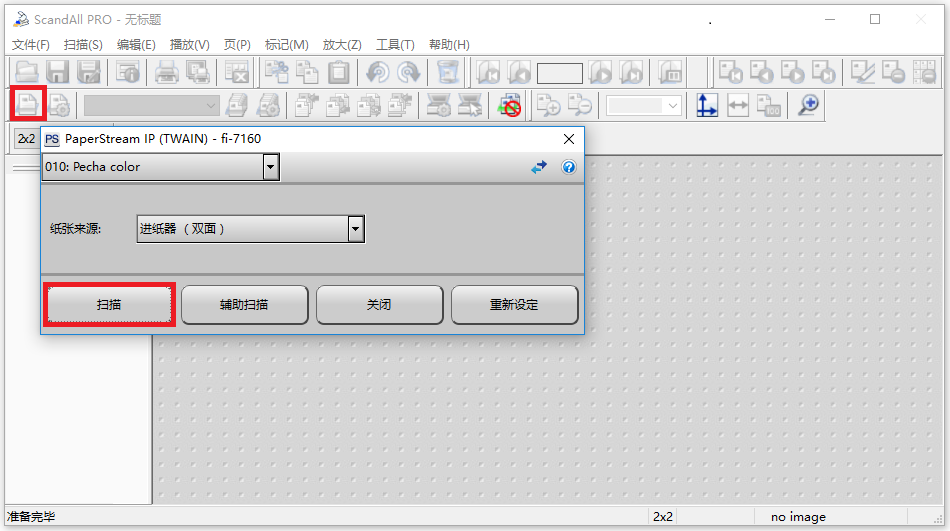 ScandAll PRO - 无标题
文件(F) 扫描(S) 编辑(E) 播放(V) 页(P) 标记(M) 放大(Z) 工具(T) 帮助(H)
2x2
PS PaperStream IP (TWAIN) - fi-7160
010: Pecha color
纸张来源: 进纸器 （双面）
扫描 辅助扫描 关闭 重新设定
准备完毕 2x2 no image